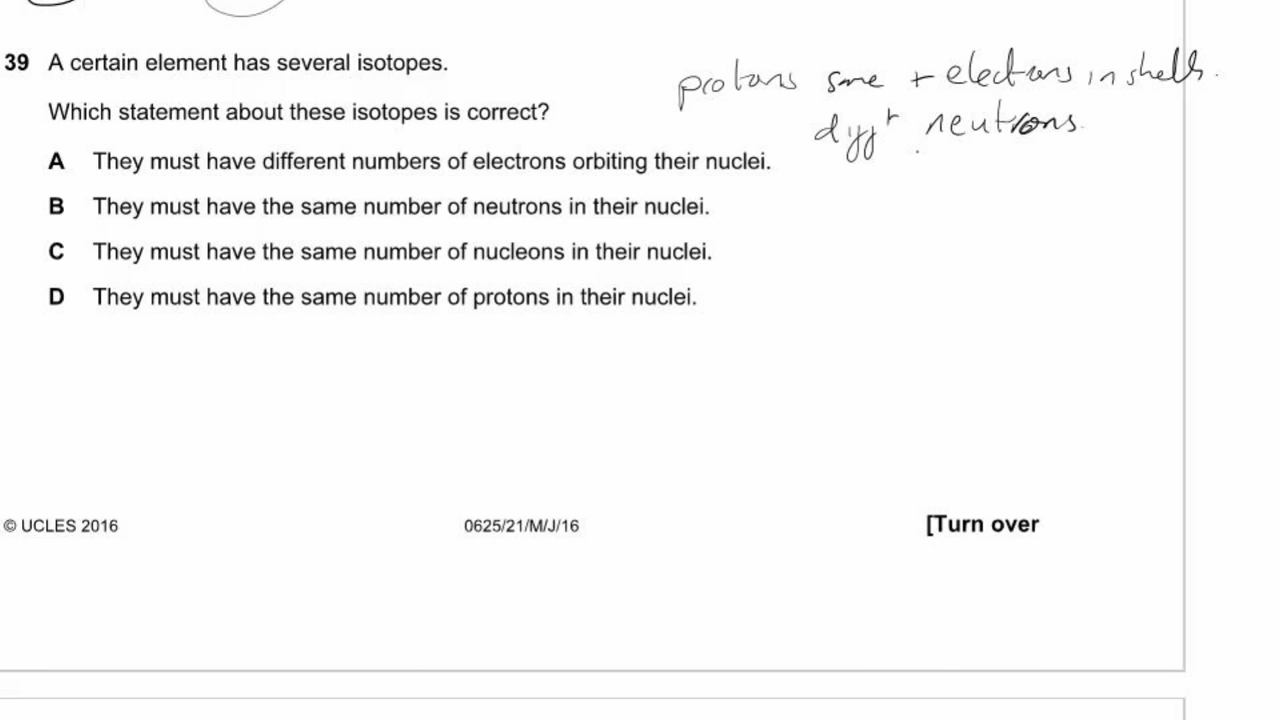 39 A certain element has several isotopes.
protons same + electrons in shells.
Which statement about these isotopes is correct?
neutrons.
A They must have different numbers of electrons orbiting their nuclei.
B They must have the same number of neutrons in their nuclei.
C They must have the same number of nucleons in their nuclei.
D They must have the same number of protons in their nuclei.
© UCLES 2016 0625/21/M/J/16 [Turn over